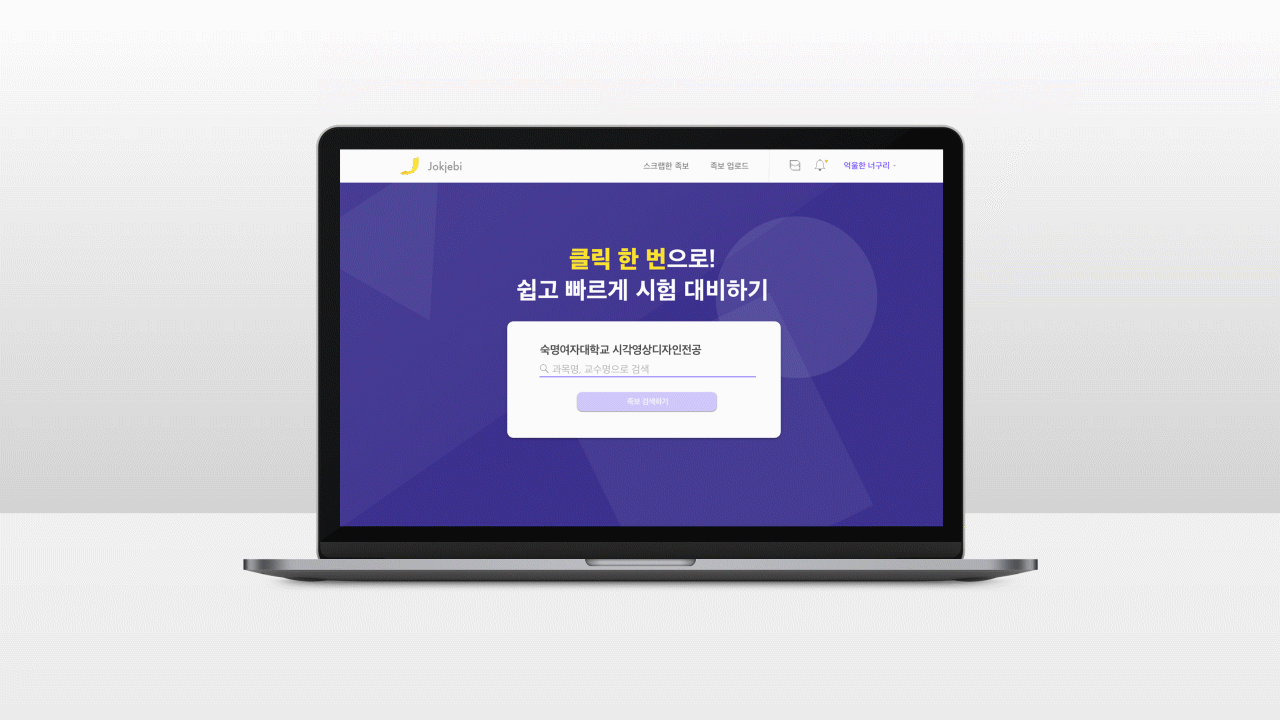 Jokjebi
스크랩한 족보
족보 업로드
억울한 너구리
클릭 한 번으로!
쉽고 빠르게 시험 대비하기
숙명여자대학교 시각영상디자인전공
과목명, 교수명으로 검색
족보 검색하기